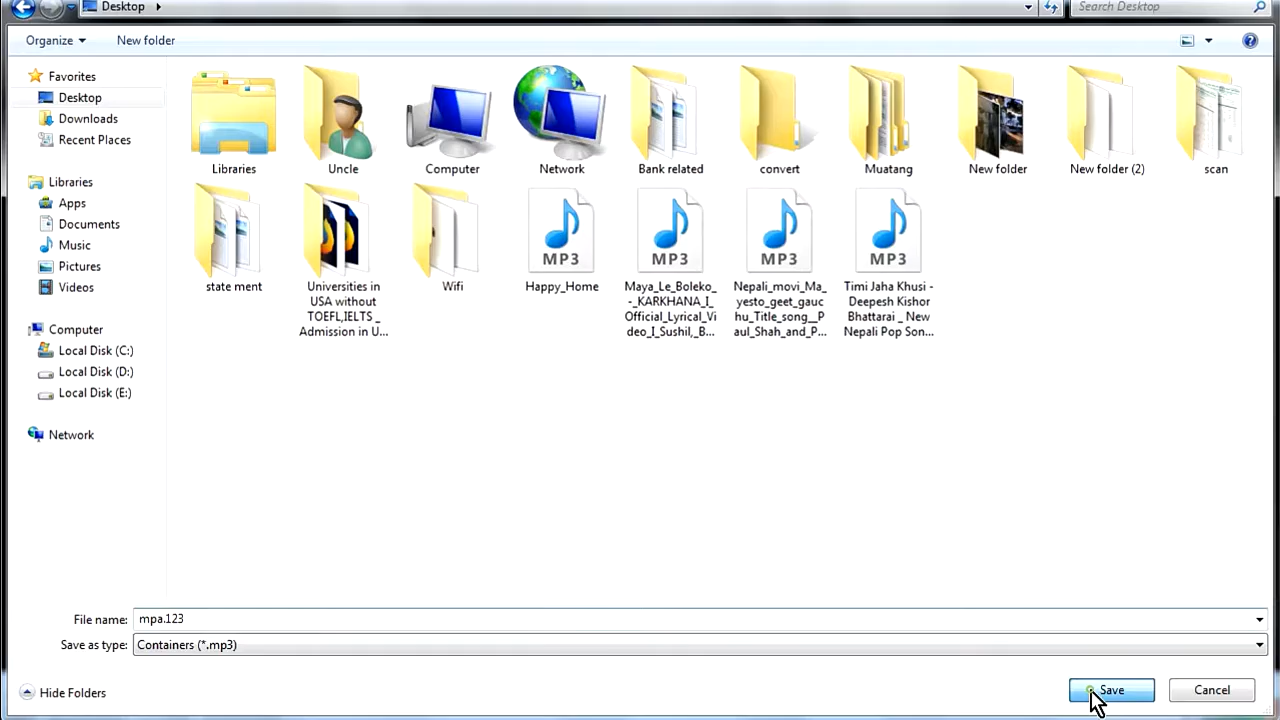 Desktop
Search Desktop
Organize
New folder
Favorites
Desktop
Downloads
Recent Places
Libraries
Apps
Documents
Music
Pictures
Videos
Computer
Local Disk (C:)
Local Disk (D:)
Local Disk (E:)
Network
Libraries
Uncle
Computer
Network
Bank related
convert
Muatang
New folder
New folder (2)
scan
state ment
Universities in
USA without
TOEFL,IELTS _
Admission in U...
Wifi
MP3
Happy_Home
MP3
Maya_Le_Boleko_
-_KARKHANA_I_
Official_Lyrical_Vi
deo_I_Sushil,_B...
MP3
Nepali_movi_Ma_
yesto_geet_gauc
hu_Title_song__P
aul_Shah_and_P...
MP3
Timi Jaha Khusi -
Deepesh Kishor
Bhattarai _ New
Nepali Pop Son...
File name: mpa.123
Save as type: Containers (*.mp3)
Hide Folders
Save
Cancel